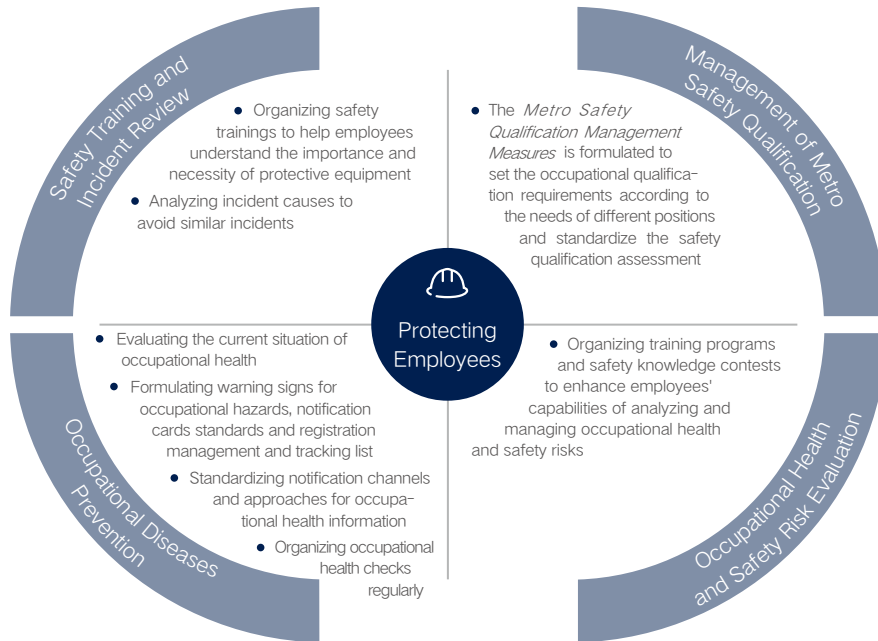 Safety Training and
Incident Review
• Organizing safety
trainings to help employees
understand the importance and
necessity of protective equipment
• Analyzing incident causes to
avoid similar incidents
Management of Metro
Safety Qualification
• The Metro Safety
Qualification Management
Measures is formulated to
set the occupational qualifica-
tion requirements according to
the needs of different positions
and standardize the safety
qualification assessment
Protecting
Employees
Occupational Diseases
Prevention
• Evaluating the current situation of
occupational health
• Formulating warning signs for
occupational hazards, notification
cards standards and registration
management and tracking list
• Standardizing notification channels
and approaches for occupa-
tional health information
• Organizing occupational
health checks
regularly
• Organizing training programs
and safety knowledge contests
to enhance employees'
capabilities of analyzing and
managing occupational health
and safety risks
Occupational Health
and Safety Risk Evaluation